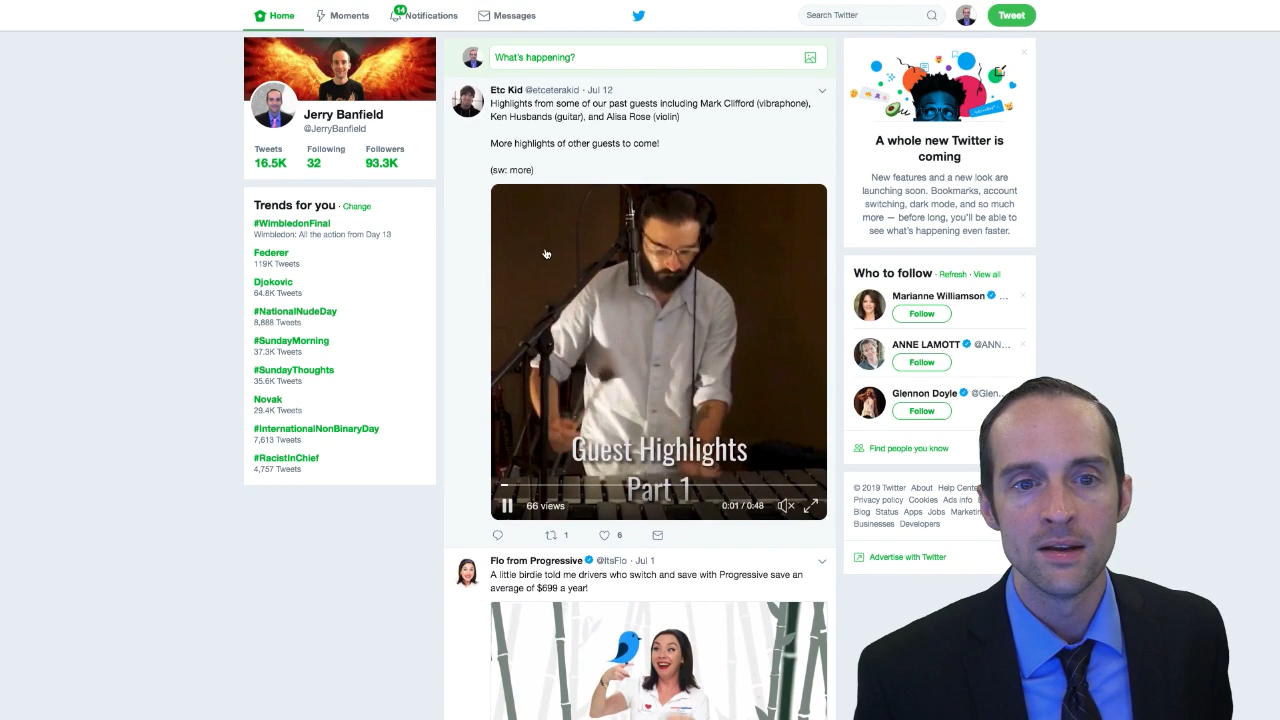 Home
Moments
14
Notifications
Messages
Search Twitter
Tweet
Jerry Banfield
@JerryBanfield
Tweets Following Followers
16.5K 32 93.3K
Trends for you · Change
#WimbledonFinal
Wimbledon: All the action from Day 13
Federer
119K Tweets
Djokovic
64.8K Tweets
#NationalNudeDay
8,888 Tweets
#SundayMorning
37.3K Tweets
#SundayThoughts
35.6K Tweets
Novak
29.4K Tweets
#InternationalNonBinaryDay
7,613 Tweets
#RacistInChief
4,757 Tweets
What's happening?
Etc Kid @etceterakid · Jul 12
Highlights from some of our past guests including Mark Clifford (vibraphone),
Ken Husbands (guitar), and Alisa Rose (violin)
More highlights of other guests to come!
(sw: more)
Guest Highlights
Part 1
66 views
0:01 / 0:48
1
6
Flo from Progressive @ItsFlo · Jul 1
A little birdie told me drivers who switch and save with Progressive save an
average of $699 a year!
A whole new Twitter is
coming
New features and a new look are
launching soon. Bookmarks, account
switching, dark mode, and so much
more — before long, you'll be able to
see what's happening even faster.
Who to follow · Refresh · View all
Marianne Williamson ...
Follow
ANNE LAMOTT @ANN...
Follow
Glennon Doyle @Glen...
Follow
Find people you know
© 2019 Twitter About Help Cente
Privacy policy Cookies Ads info
Blog Status Apps Jobs Marketin
Businesses Developers
Advertise with Twitter